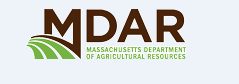 MDAR
MASSACHUSETTS DEPARTMENT
OF AGRICULTURAL RESOURCES